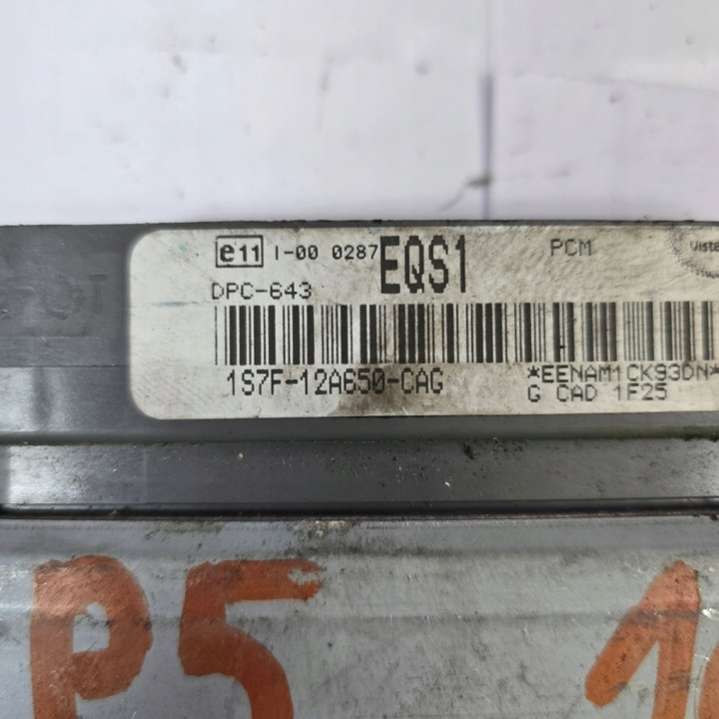 e11 I-00 0287 EQS1 PCM
DPC-643
1S7F-12A650-CAG *EENAM1CK93DN*
G CAD 1F25
P5